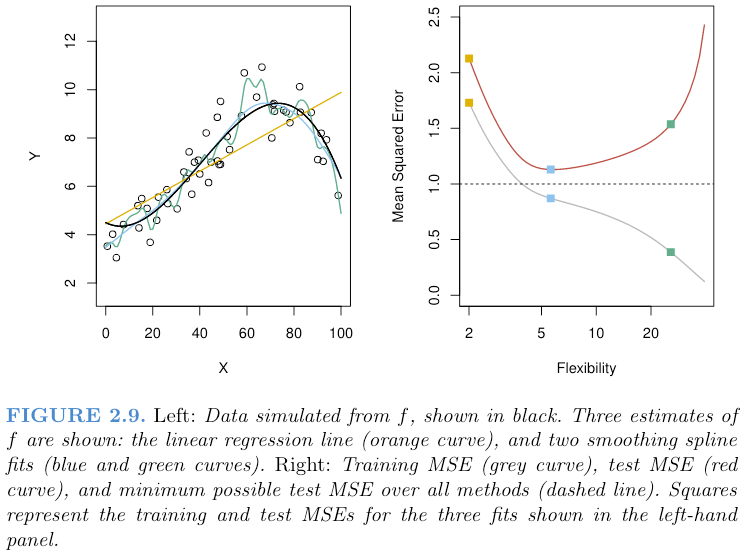 12
10
8
6
4
2
Y
0 20 40 60 80 100
X
2.5
2.0
1.5
1.0
0.5
0.0
Mean Squared Error
2 5 10 20
Flexibility
FIGURE 2.9. Left: Data simulated from f, shown in black. Three estimates of
f are shown: the linear regression line (orange curve), and two smoothing spline
fits (blue and green curves). Right: Training MSE (grey curve), test MSE (red
curve), and minimum possible test MSE over all methods (dashed line). Squares
represent the training and test MSEs for the three fits shown in the left-hand
panel.